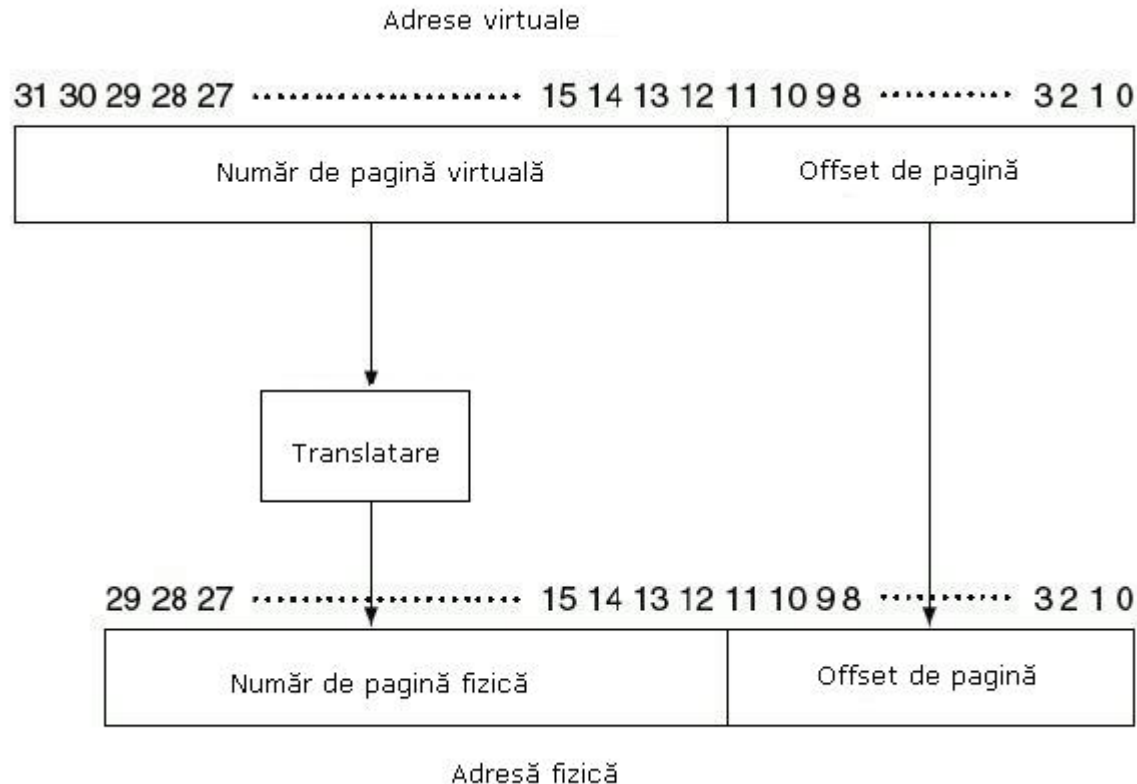 Adrese virtuale
31 30 29 28 27 ........................ 15 14 13 12 11 10 9 8 ............ 3 2 1 0
Număr de pagină virtuală
Offset de pagină
Translatare
29 28 27 ........................ 15 14 13 12 11 10 9 8 ............ 3 2 1 0
Număr de pagină fizică
Offset de pagină
Adresă fizică